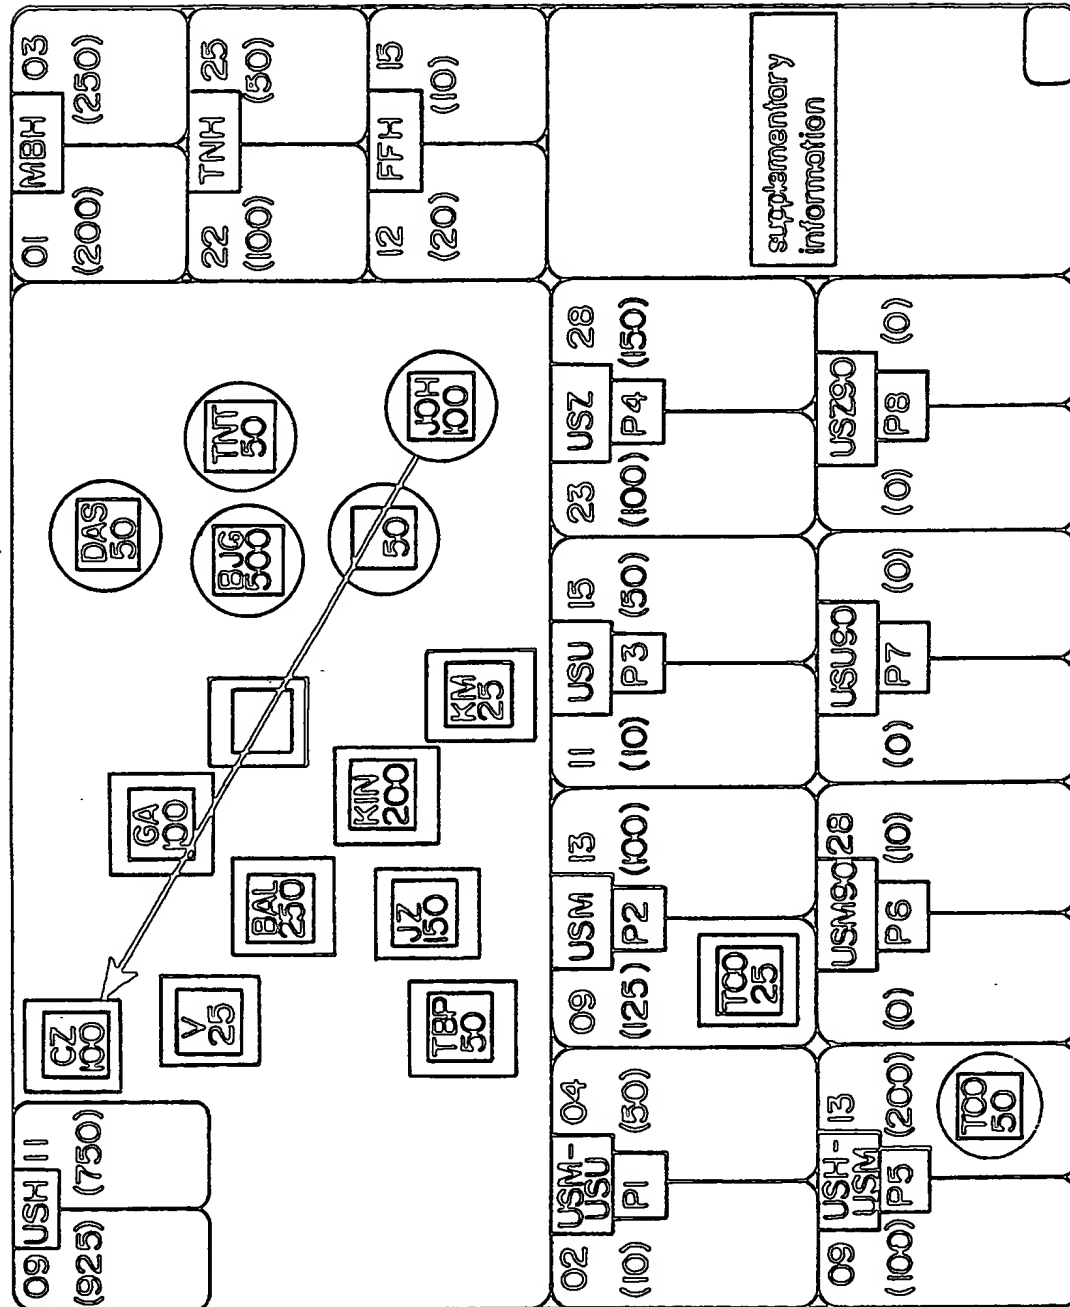 09 USH 11
(925) (750)
CZ
100
V
25
GA
100
BAL
250
JZ
150
TBP
50
KIN
200
KM
25
DAS
50
BJG
500
TNT
50
50
JOH
100
01 MBH 03
(200) (250)
22 TNH 25
(100) (50)
12 FFH 15
(20) (10)
02 USM-USU 04
(10) P1 (50)
09 USM 13
(125) P2 (100)
TCO
25
11 USU 15
(10) P3 (50)
23 USZ 28
(100) P4 (150)
09 USH-USM 13
(100) P5 (200)
TCO
50
USM90 28
(0) P6 (10)
USU90
(0) P7 (0)
USZ90
(0) P8 (0)
supplementary
information